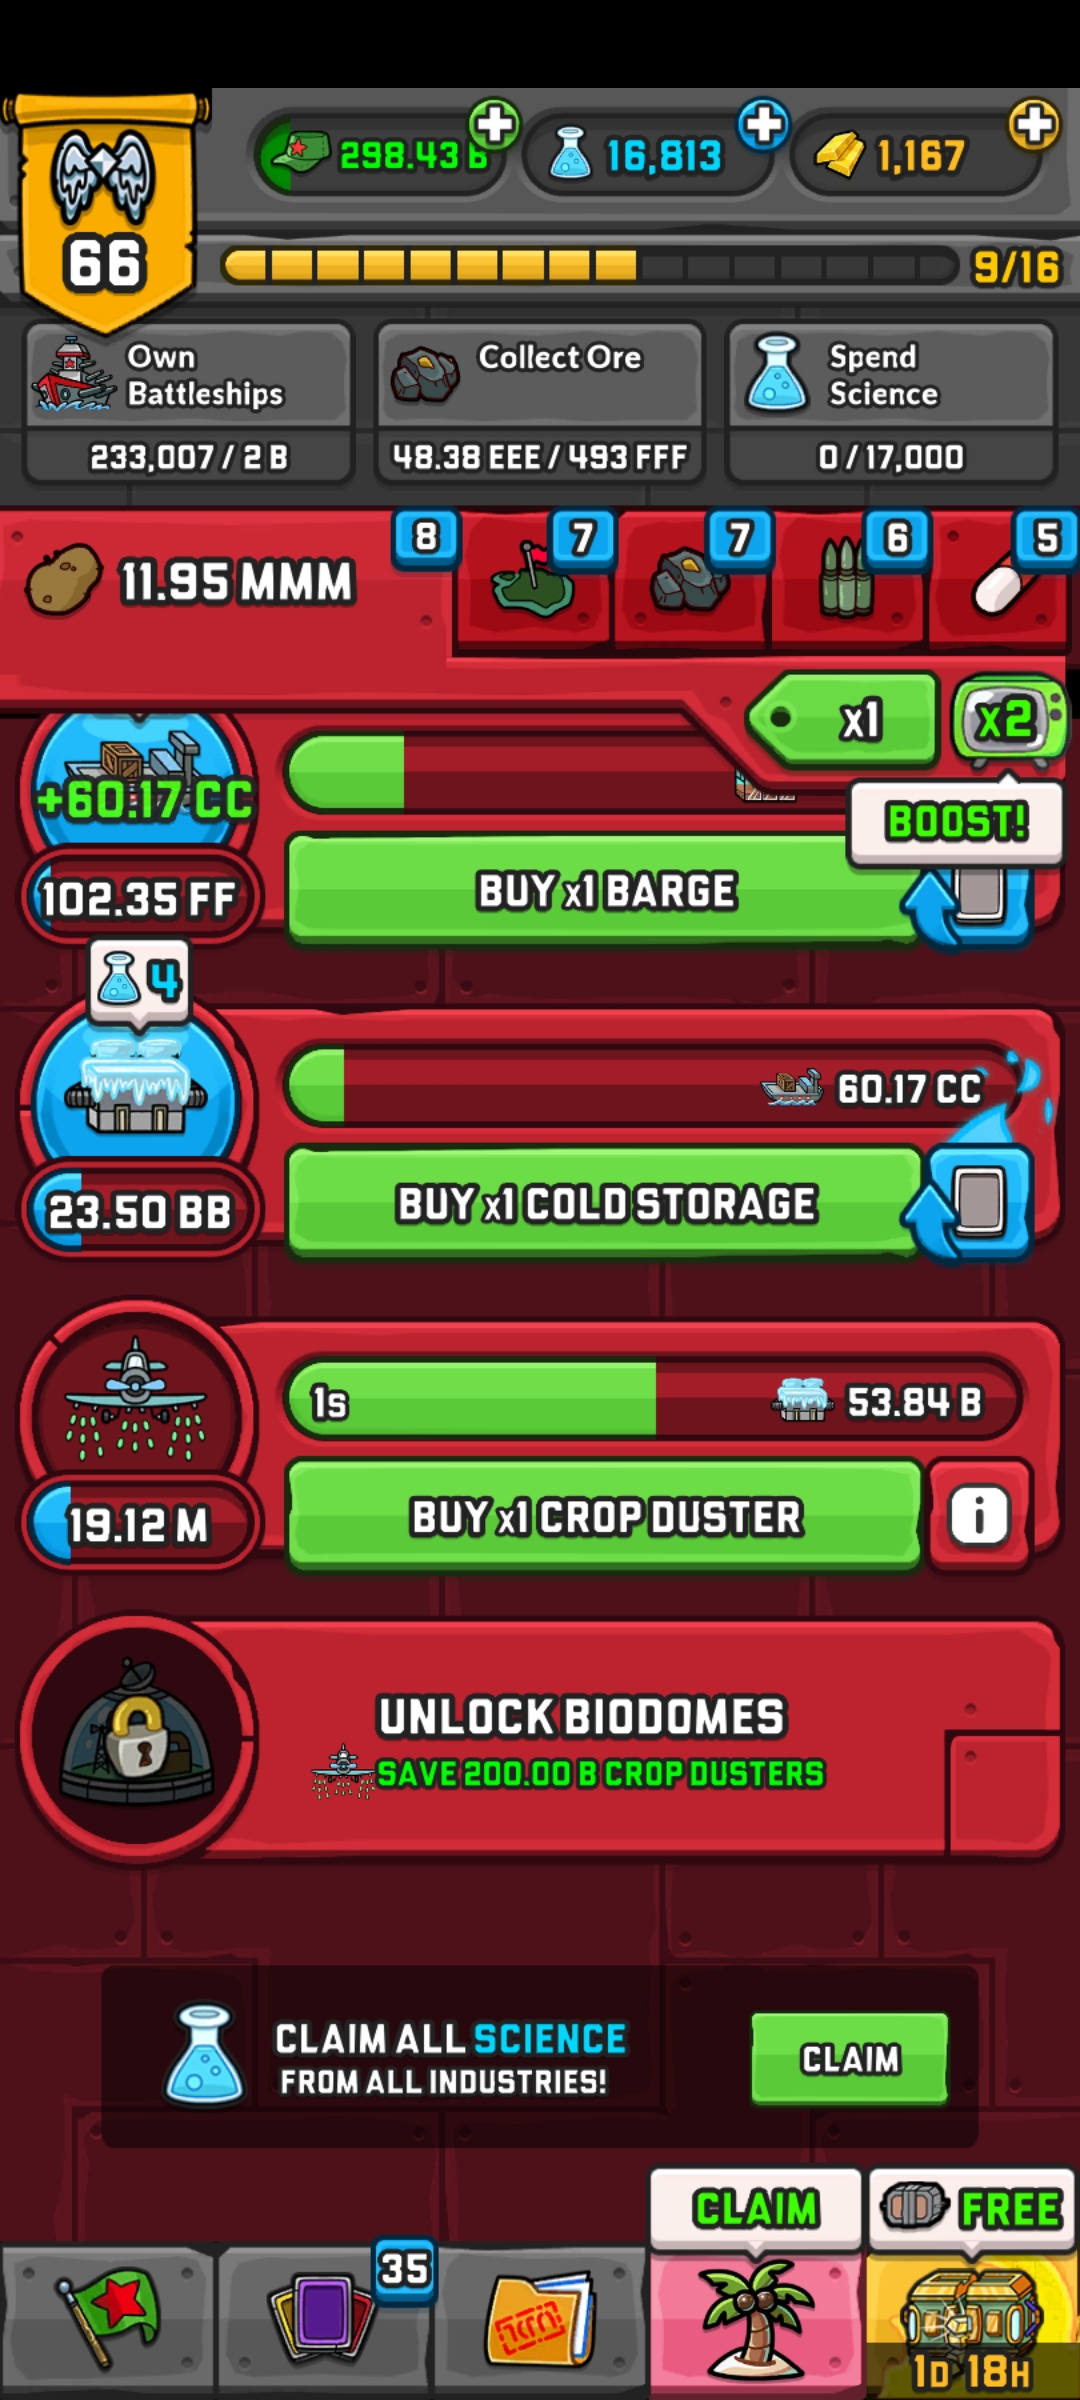 298.43 B
16,813
1,167
66
9/16
Own
Battleships
233,007 / 2 B
Collect Ore
48.38 EEE / 493 FFF
Spend
Science
0 / 17,000
11.95 MMM
8
7
7
6
5
x1
x2
BOOST!
+60.17 CC
102.35 FF
BUY x1 BARGE
4
60.17 CC
23.50 BB
BUY x1 COLD STORAGE
1s
53.84 B
19.12 M
BUY x1 CROP DUSTER
i
UNLOCK BIODOMES
SAVE 200.00 B CROP DUSTERS
CLAIM ALL SCIENCE
FROM ALL INDUSTRIES!
CLAIM
CLAIM
FREE
35
1D 18H